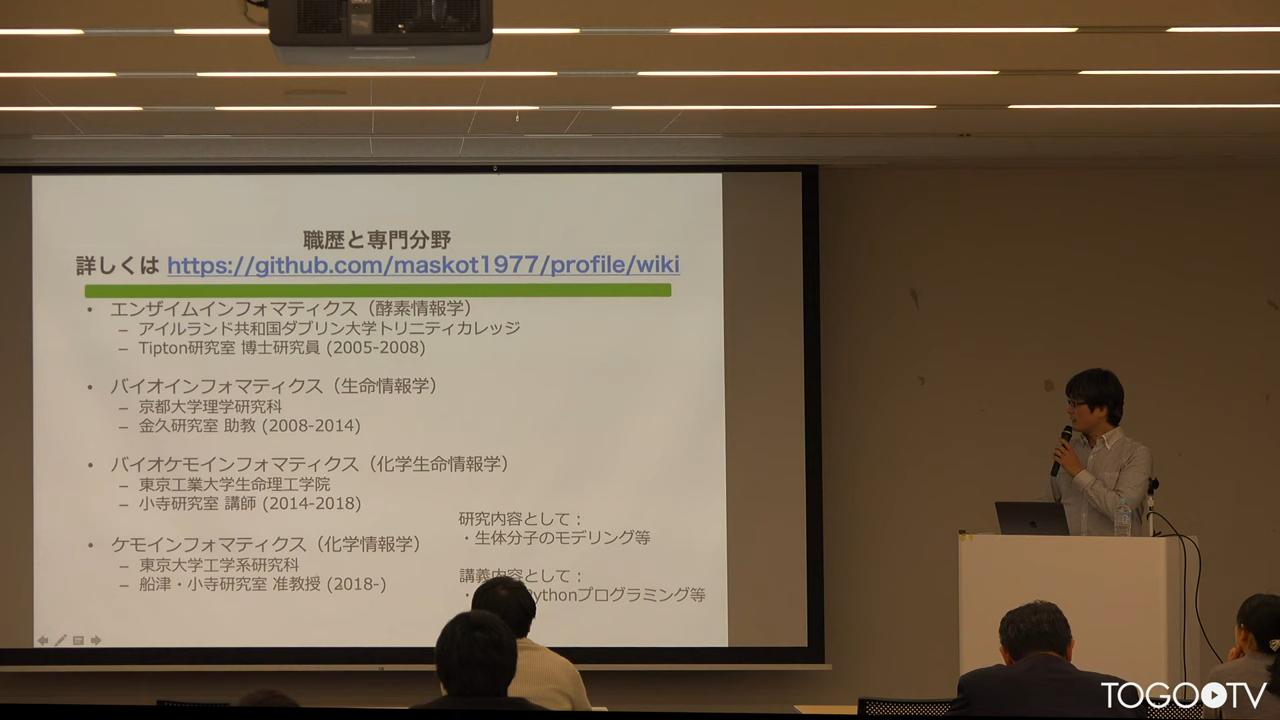 職歴と専門分野
詳しくは https://github.com/maskot1977/profile/wiki
• エンザイムインフォマティクス（酵素情報学）
– アイルランド共和国ダブリン大学トリニティカレッジ
– Tipton研究室 博士研究員 (2005-2008)
• バイオインフォマティクス（生命情報学）
– 京都大学理学研究科
– 金久研究室 助教 (2008-2014)
• バイオケモインフォマティクス（化学生命情報学）
– 東京工業大学生命理工学院
– 小寺研究室 講師 (2014-2018)
• ケモインフォマティクス（化学情報学）
– 東京大学工学系研究科
– 船津・小寺研究室 准教授 (2018-)
研究内容として：
・生体分子のモデリング等
講義内容として：
・ Pythonプログラミング等
TOGO TV